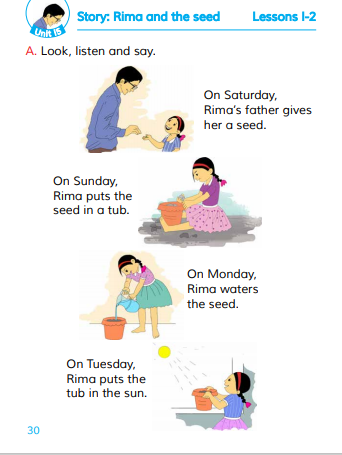 Unit 15
Story: Rima and the seed Lessons 1-2
A. Look, listen and say.
On Saturday,
Rima's father gives
her a seed.
On Sunday,
Rima puts the
seed in a tub.
On Monday,
Rima waters
the seed.
On Tuesday,
Rima puts the
tub in the sun.
30